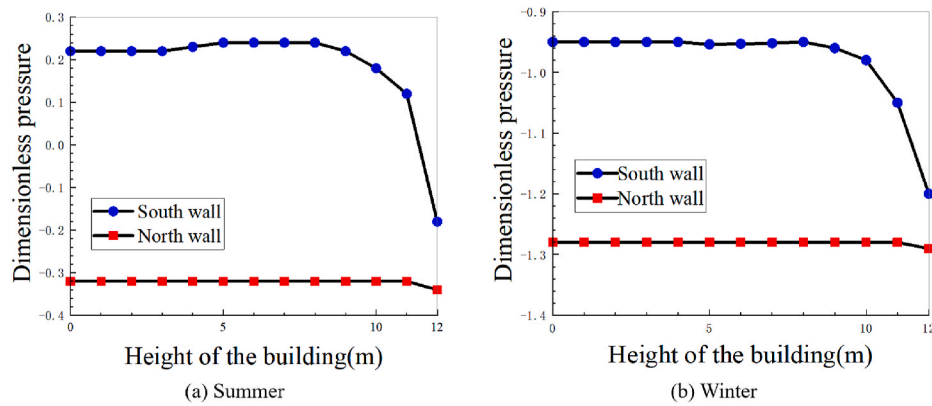 0.3
0.2
0.1
0.0
-0.1
-0.2
-0.3
-0.4
Dimensionless pressure
South wall
North wall
0
5
10
12
Height of the building(m)
(a) Summer
-0.9
-1.0
-1.1
-1.2
-1.3
-1.4
Dimensionless pressure
South wall
North wall
0
5
10
12
Height of the building(m)
(b) Winter